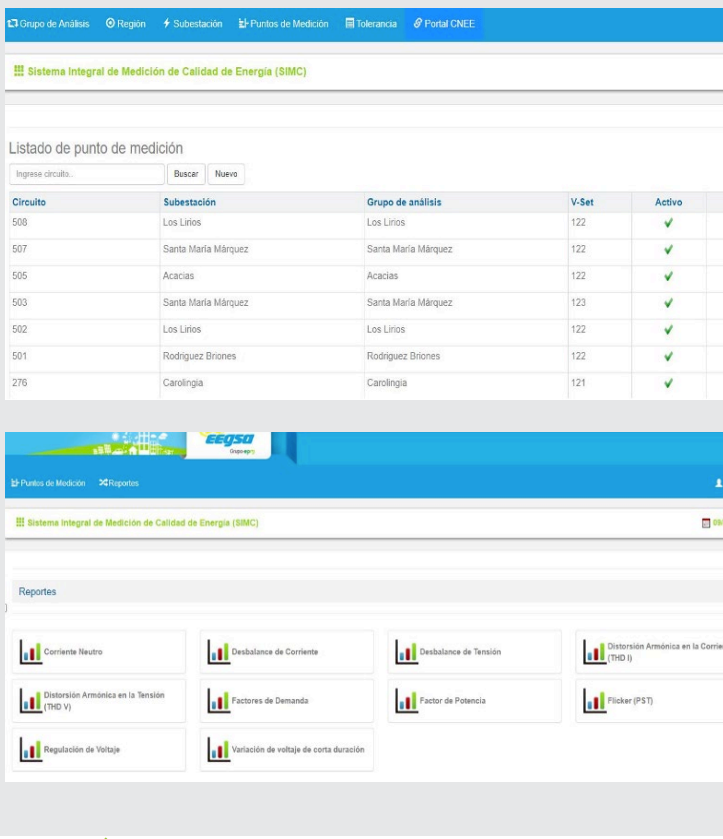 Grupo de Análisis Región Subestación Puntos de Medición Tolerancia Portal CNEE
Sistema Integral de Medición de Calidad de Energía (SIMC)
Listado de punto de medición
Ingrese circuito... Buscar Nuevo
Circuito Subestación Grupo de análisis V-Set Activo
508 Los Lirios Los Lirios 122
507 Santa María Márquez Santa María Márquez 122
505 Acacias Acacias 122
503 Santa María Márquez Santa María Márquez 123
502 Los Lirios Los Lirios 122
501 Rodriguez Briones Rodriguez Briones 122
276 Carolingia Carolingia 121
eegsa
Grupo epm
Puntos de Medición Reportes
Sistema Integral de Medición de Calidad de Energía (SIMC)
Reportes
Corriente Neutro Desbalance de Corriente Desbalance de Tensión Distorsión Armónica en la Corrie
(THD I)
Distorsión Armónica en la Tensión
(THD V) Factores de Demanda Factor de Potencia Flicker (PST)
Regulación de Voltaje Variación de voltaje de corta duración